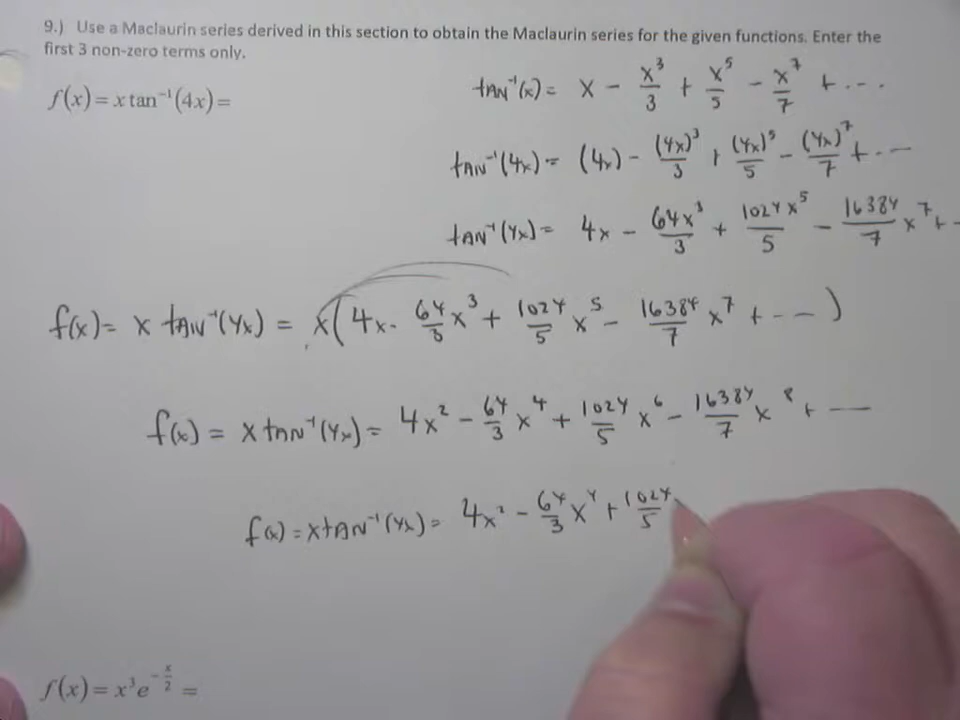 9.) Use a Maclaurin series derived in this section to obtain the Maclaurin series for the given functions. Enter the
first 3 non-zero terms only.
f(x) = x tan⁻¹(4x) =
tan⁻¹(x) = x - x³/3 + x⁵/5 - x⁷/7 + ...
tan⁻¹(4x) = (4x) - (4x)³/3 + (4x)⁵/5 - (4x)⁷/7 + ...
tan⁻¹(4x) = 4x - 64x³/3 + 1024x⁵/5 - 16384/7 x⁷ + -
f(x) = x tan⁻¹(4x) = x(4x - 64/3 x³ + 1024/5 x⁵ - 16384/7 x⁷ + ---)
f(x) = x tan⁻¹(4x) = 4x² - 64/3 x⁴ + 1024/5 x⁶ - 16384/7 x⁸ + ---
f(x) = x tan⁻¹(4x) = 4x² - 64/3 x⁴ + 1024/5
f(x) = x³e^(-x/2) =